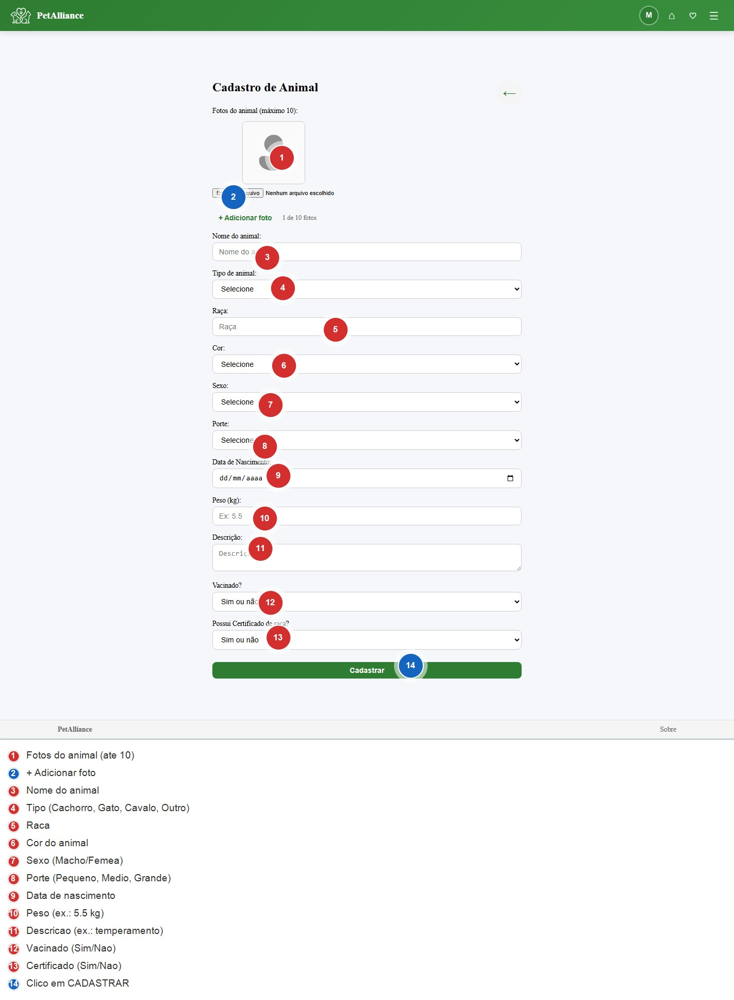 PetAlliance
M
Cadastro de Animal
Fotos do animal (máximo 10):
1
2
Nenhum arquivo escolhido
+ Adicionar foto 1 de 10 fotos
Nome do animal:
Nome do
3
Tipo de animal:
Selecione
4
Raça:
Raça
5
Cor:
Selecione
6
Sexo:
Selecione
7
Porte:
Selecione
8
Data de Nascimento:
dd/mm/aaaa
9
Peso (kg):
Ex: 5.5
10
Descrição:
11
Vacinado?
Sim ou não
12
Possui Certificado de raça?
Sim ou não
13
Cadastrar
14
PetAlliance Sobre
1 Fotos do animal (ate 10)
2 + Adicionar foto
3 Nome do animal
4 Tipo (Cachorro, Gato, Cavalo, Outro)
5 Raca
6 Cor do animal
7 Sexo (Macho/Femea)
8 Porte (Pequeno, Medio, Grande)
9 Data de nascimento
10 Peso (ex.: 5.5 kg)
11 Descricao (ex.: temperamento)
12 Vacinado (Sim/Nao)
13 Certificado (Sim/Nao)
14 Clico em CADASTRAR